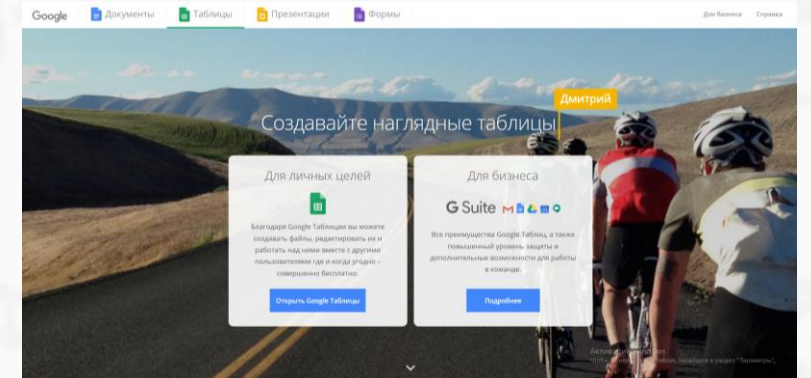 Google Документы Таблицы Презентации Формы Для бизнеса Справка
Дмитрий
Создавайте наглядные таблицы
Для личных целей
Благодаря Google Таблицам вы можете
создавать файлы, редактировать их и
работать над ними вместе с другими
пользователями где и когда угодно –
совершенно бесплатно.
Открыть Google Таблицы
Для бизнеса
G Suite
Все преимущества Google Таблиц, а также
повышенный уровень защиты и
дополнительные возможности для работы
в команде.
Подробнее
раздел "Параметры",